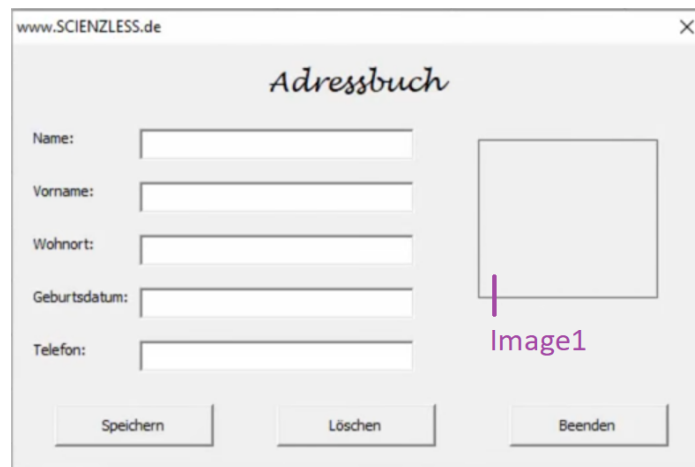 www.SCIENZLESS.de
Adressbuch
Name:
Vorname:
Wohnort:
Geburtsdatum:
Telefon:
Image1
Speichern
Löschen
Beenden